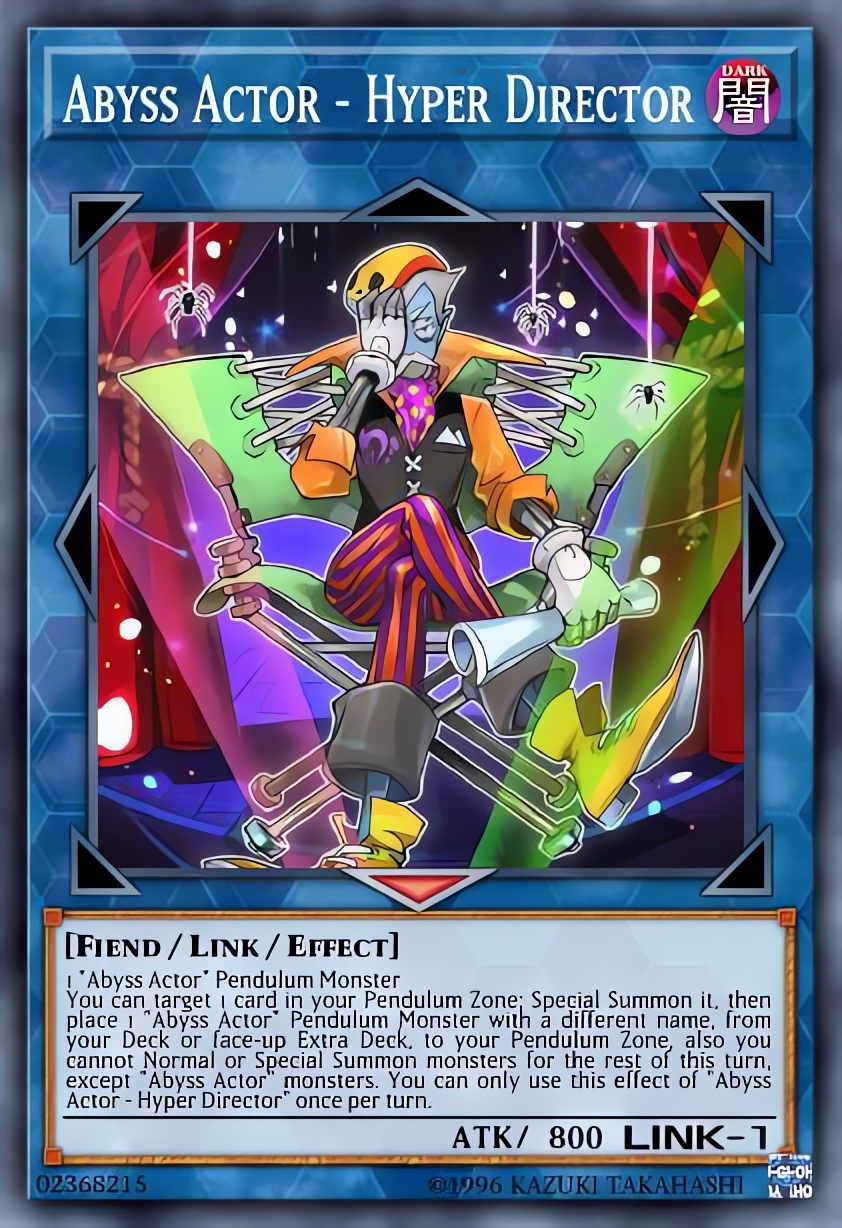 Abyss Actor - Hyper Director
DARK
闇
[Fiend / Link / Effect]
1 "Abyss Actor" Pendulum Monster
You can target 1 card in your Pendulum Zone; Special Summon it, then
place 1 "Abyss Actor" Pendulum Monster with a different name, from
your Deck or face-up Extra Deck, to your Pendulum Zone, also you
cannot Normal or Special Summon monsters for the rest of this turn,
except "Abyss Actor" monsters. You can only use this effect of "Abyss
Actor - Hyper Director" once per turn.
ATK/ 800 LINK-1
02368215 ©1996 KAZUKI TAKAHASHI